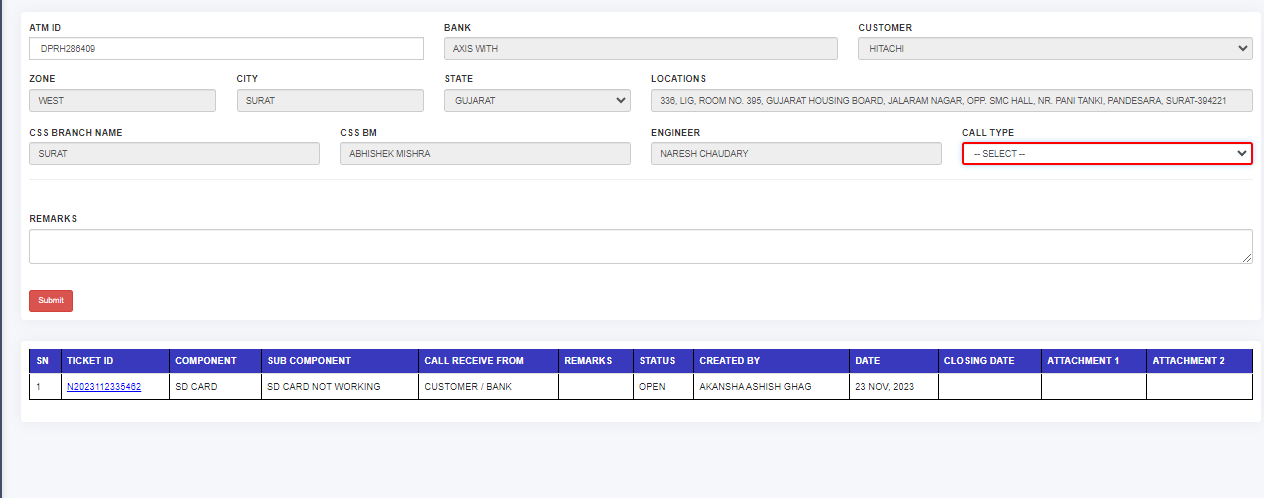 ATM ID BANK CUSTOMER
DPRH286409 AXIS WITH HITACHI
ZONE CITY STATE LOCATIONS
WEST SURAT GUJARAT 336, LIG, ROOM NO. 395, GUJARAT HOUSING BOARD, JALARAM NAGAR, OPP. SMC HALL, NR. PANI TANKI, PANDESARA, SURAT-394221
CSS BRANCH NAME CSS BM ENGINEER CALL TYPE
SURAT ABHISHEK MISHRA NARESH CHAUDARY -- SELECT --
REMARKS
Submit
SN TICKET ID COMPONENT SUB COMPONENT CALL RECEIVE FROM REMARKS STATUS CREATED BY DATE CLOSING DATE ATTACHMENT 1 ATTACHMENT 2
1 N2023112335462 SD CARD SD CARD NOT WORKING CUSTOMER / BANK OPEN AKANSHA ASHISH GHAG 23 NOV, 2023